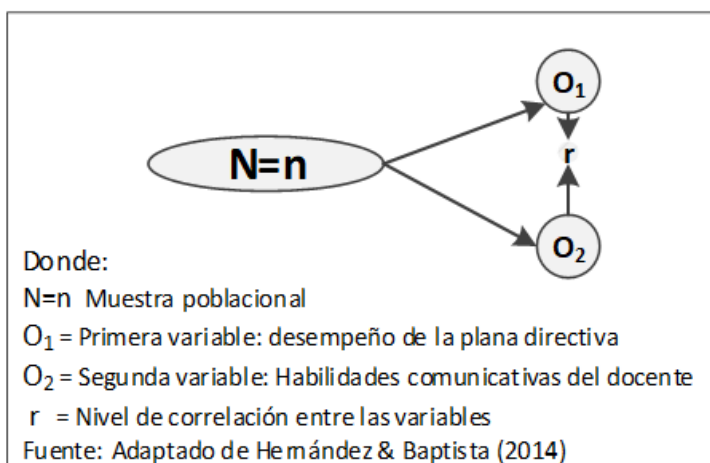 O₁
N=n
r
O₂
Donde:
N=n Muestra poblacional
O₁ = Primera variable: desempeño de la plana directiva
O₂ = Segunda variable: Habilidades comunicativas del docente
r = Nivel de correlación entre las variables
Fuente: Adaptado de Hernández & Baptista (2014)